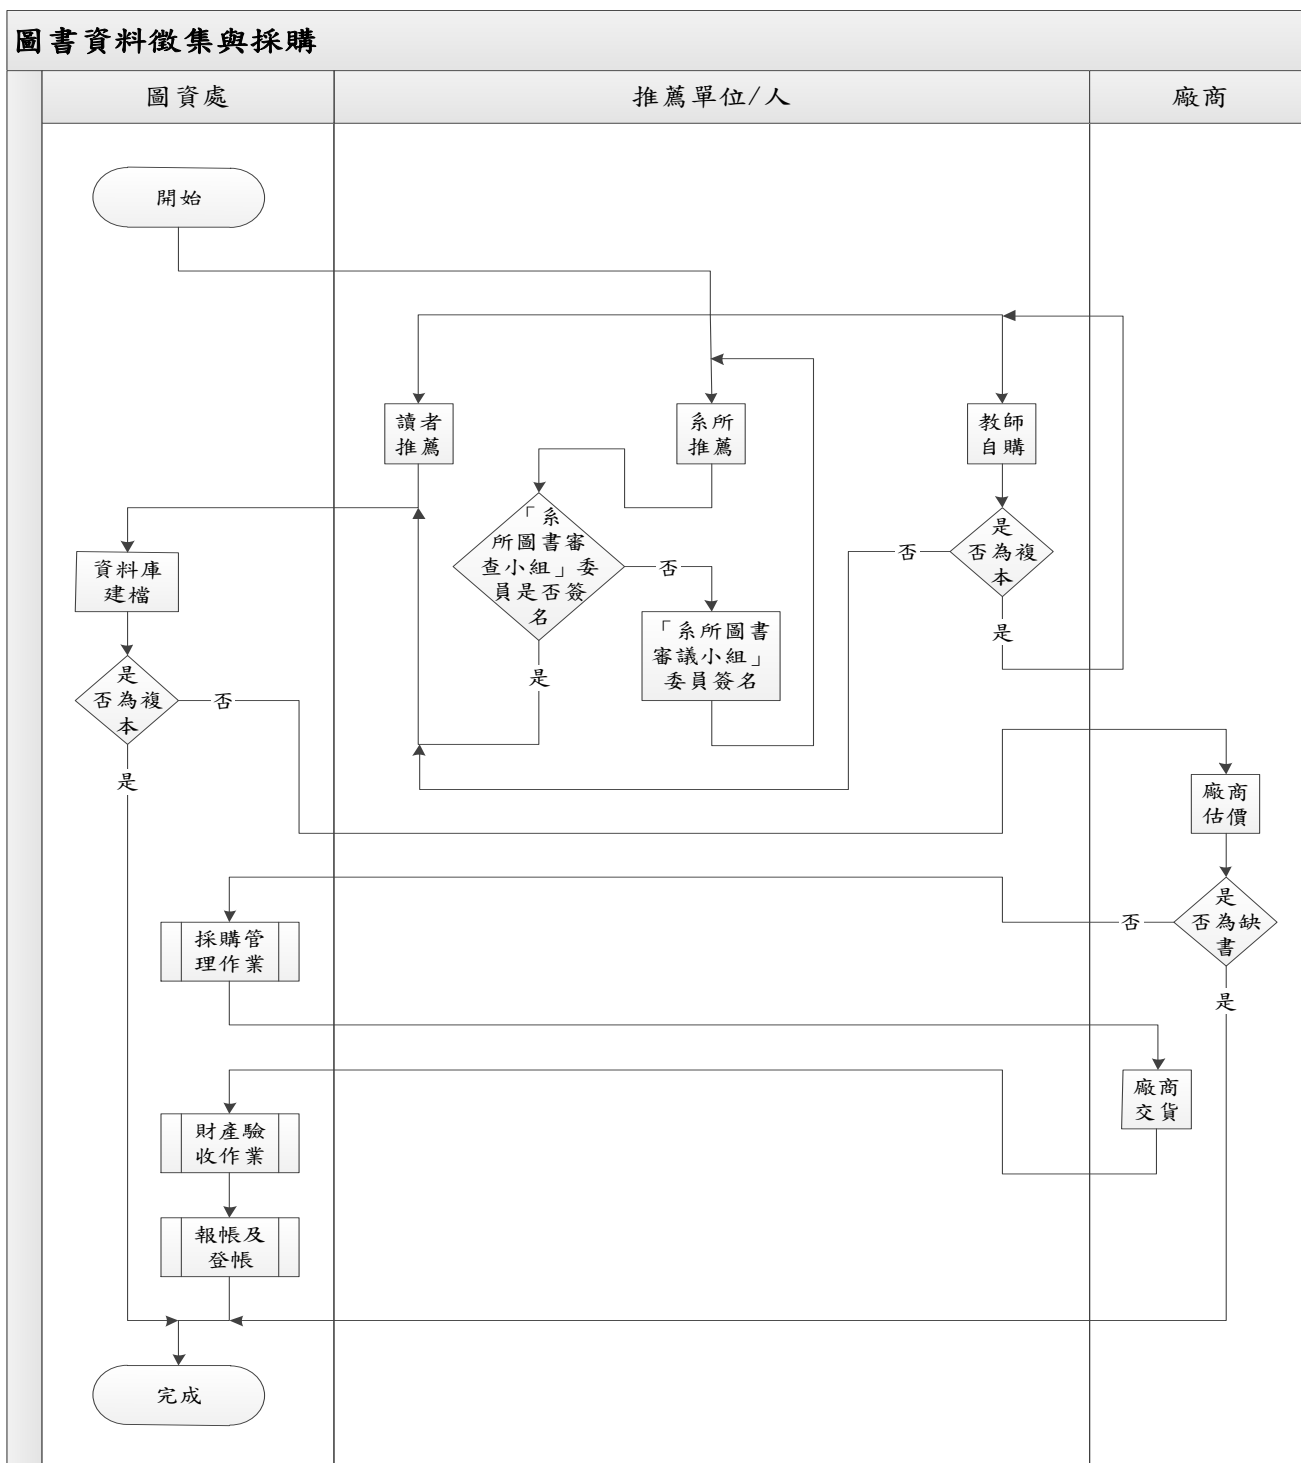 圖書資料徵集與採購
圖資處
推薦單位/人
廠商
開始
讀者
推薦
系所
推薦
教師
自購
「系
所圖書審
查小組」委
員是否簽
名
否
是
「系所圖書
審議小組」
委員簽名
是
否為複
本
否
是
資料庫
建檔
是
否為複
本
否
是
廠商
估價
是
否為缺
書
否
是
採購管
理作業
廠商
交貨
財產驗
收作業
報帳及
登帳
完成